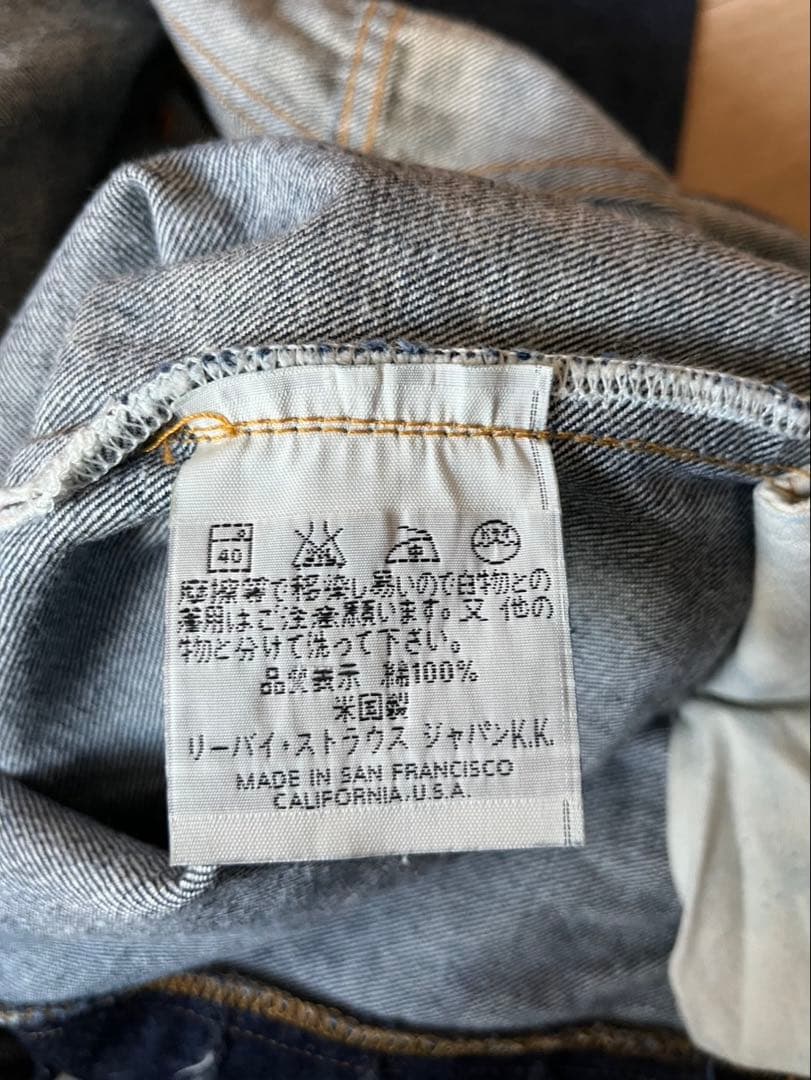 40 中
摩擦等で移染し易いので白物との
着用はご注意願います。又 他の
物と分けて洗って下さい。
品質表示 綿100%
米国製
リーバイ・ストラウス ジャパンK.K.
MADE IN SAN FRANCISCO
CALIFORNIA, U.S.A.